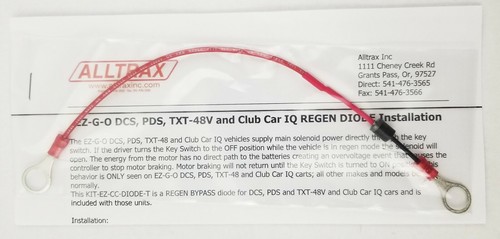 ALLTRAX
www.alltraxinc.com
Alltrax Inc
1111 Cheney Creek Rd
Grants Pass, Or, 97527
Direct: 541-476-3565
Fax: 541-476-3566
EZ-G-O DCS, PDS, TXT-48V and Club Car IQ REGEN DIODE Installation
The EZ-G-O DCS, PDS, TXT-48 and Club Car IQ vehicles supply main solenoid power directly through the key
switch. If the driver turns the Key Switch to the OFF position while the vehicle is in regen mode the solenoid will
open. The energy from the motor has no direct path to the batteries creating an overvoltage event that causes the
controller to stop motor braking. Motor braking will not return until the Key Switch is turned to ON
behavior is ONLY seen on EZ-G-O DCS, PDS, TXT-48 and Club Car IQ carts; all other makes and models
normally.
This KIT-EZ-CC-DIODE-T is a REGEN BYPASS diode for DCS, PDS and TXT-48V and Club Car IQ cars and is
included with those units.
Installation: